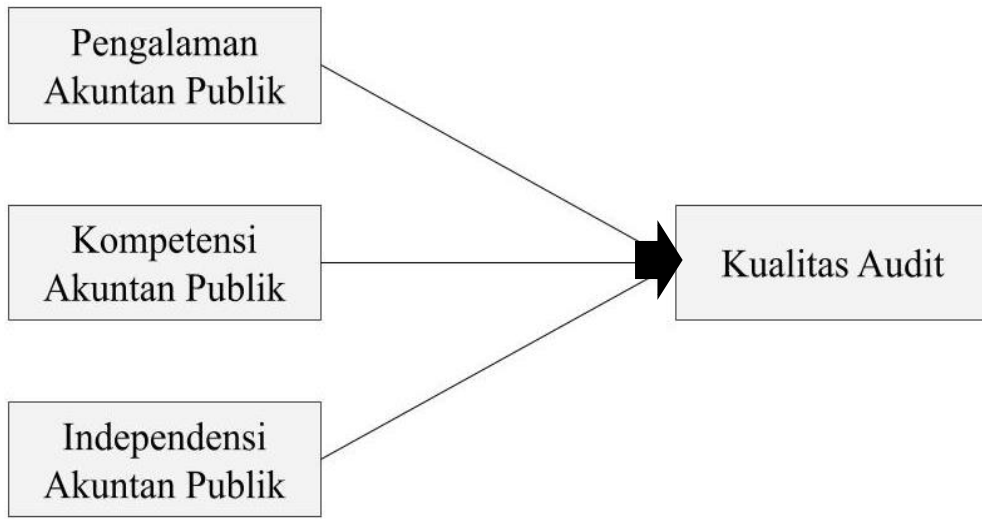 Pengalaman
Akuntan Publik
Kompetensi
Akuntan Publik
Kualitas Audit
Independensi
Akuntan Publik